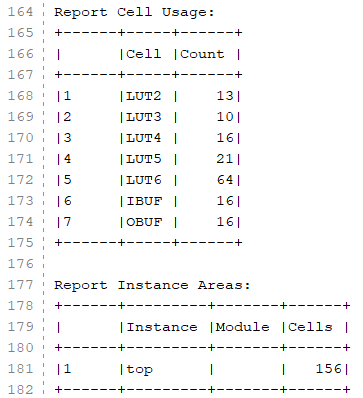 164 Report Cell Usage:
165 +------+-----+------+
166 |      |Cell |Count |
167 +------+-----+------+
168 |1     |LUT2 |    13|
169 |2     |LUT3 |    10|
170 |3     |LUT4 |    16|
171 |4     |LUT5 |    21|
172 |5     |LUT6 |    64|
173 |6     |IBUF |    16|
174 |7     |OBUF |    16|
175 +------+-----+------+
176
177 Report Instance Areas:
178 +------+---------+-------+------+
179 |      |Instance |Module |Cells |
180 +------+---------+-------+------+
181 |1     |top      |       |   156|
182 +------+---------+-------+------+